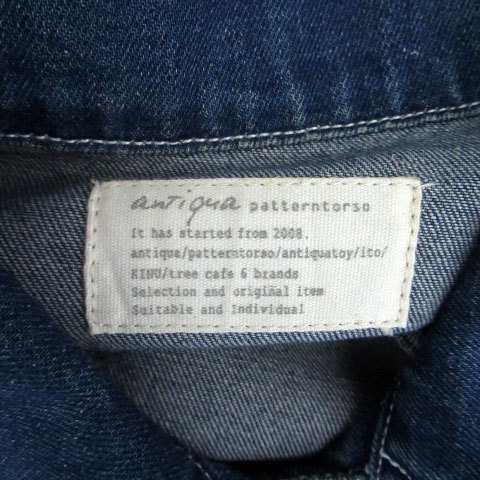 antiqua patterntorso
It has started from 2008.
antiqua/patterntorso/antiquatoy/ito/
KINU/tree cafe 6 brands
Selection and original item
Suitable and Individual